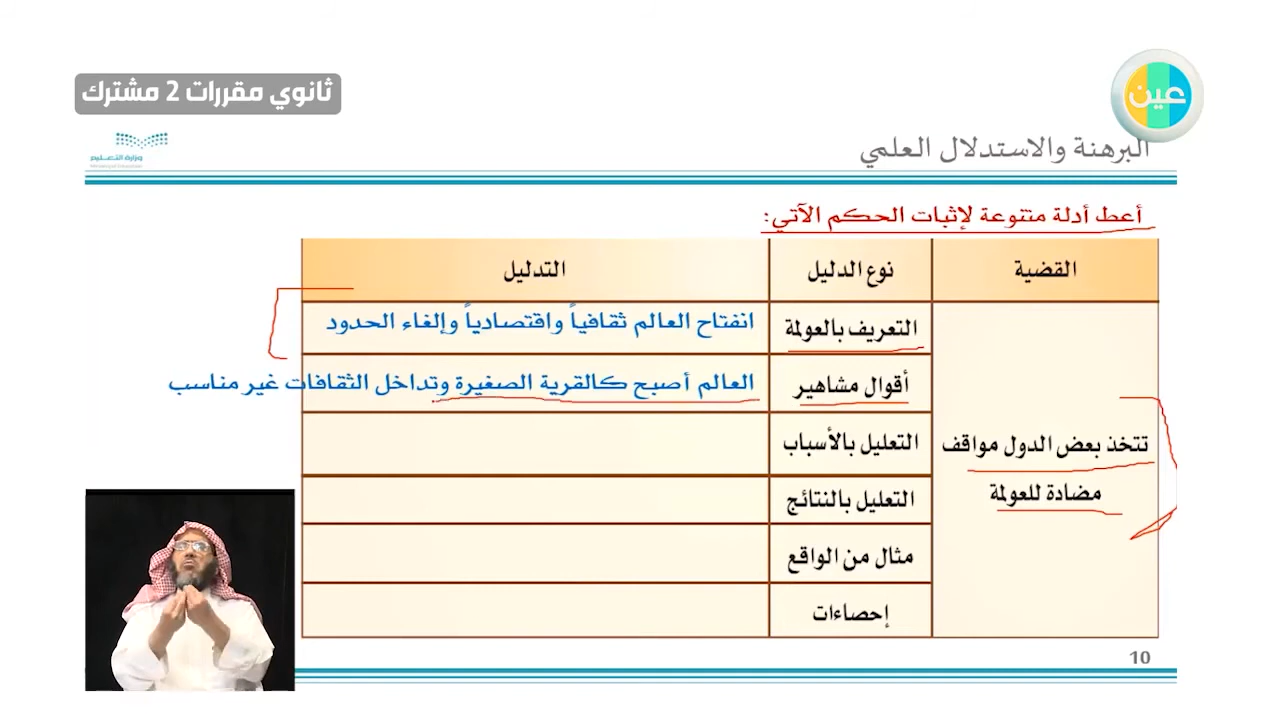 ثانوي مقررات 2 مشترك
عين
وزارة التعليم
البرهنة والاستدلال العلمي
أعط أدلة متنوعة لإثبات الحكم الآتي:
القضية
نوع الدليل
التدليل
التعريف بالعولمة
انفتاح العالم ثقافياً واقتصادياً وإلغاء الحدود
أقوال مشاهير
العالم أصبح كالقرية الصغيرة وتداخل الثقافات غير مناسب
تتخذ بعض الدول مواقف
مضادة للعولمة
التعليل بالأسباب
التعليل بالنتائج
مثال من الواقع
إحصاءات
10